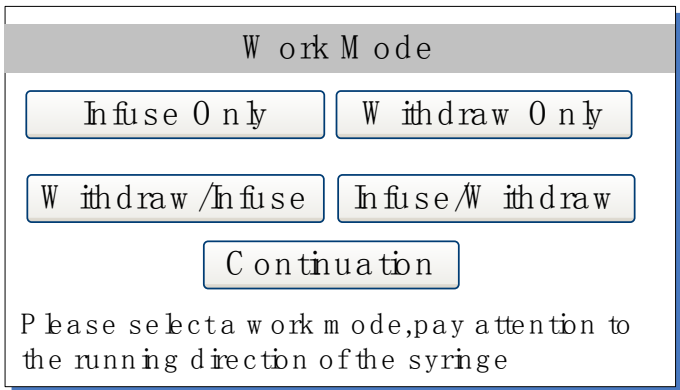 Work Mode
Infuse Only
Withdraw Only
Withdraw/Infuse
Infuse/Withdraw
Continuation
Please select a work mode,pay attention to
the running direction of the syringe